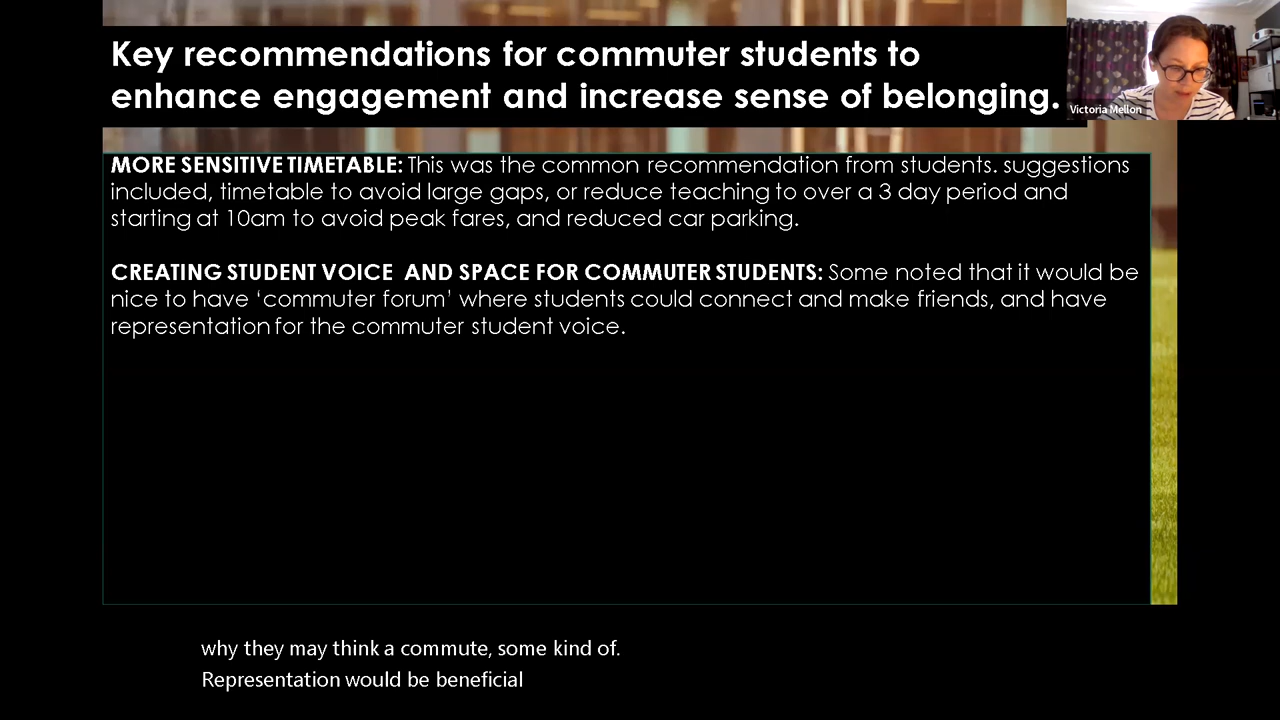 Key recommendations for commuter students to
enhance engagement and increase sense of belonging.
Victoria Mellon
MORE SENSITIVE TIMETABLE: This was the common recommendation from students. suggestions
included, timetable to avoid large gaps, or reduce teaching to over a 3 day period and
starting at 10am to avoid peak fares, and reduced car parking.
CREATING STUDENT VOICE AND SPACE FOR COMMUTER STUDENTS: Some noted that it would be
nice to have ‘commuter forum’ where students could connect and make friends, and have
representation for the commuter student voice.
why they may think a commute, some kind of.
Representation would be beneficial